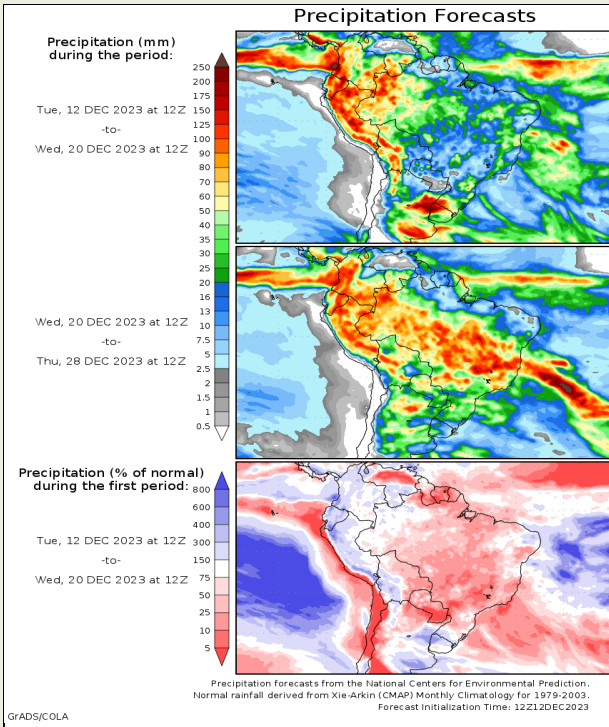 Precipitation Forecasts
Precipitation (mm)
during the period:
Tue, 12 DEC 2023 at 12Z
-to-
Wed, 20 DEC 2023 at 12Z
250
200
175
150
125
100
90
80
70
60
50
40
35
30
25
20
16
13
10
7.5
5
2.5
2
1.5
1
0.5
Wed, 20 DEC 2023 at 12Z
-to-
Thu, 28 DEC 2023 at 12Z
Precipitation (% of normal)
during the first period:
Tue, 12 DEC 2023 at 12Z
-to-
Wed, 20 DEC 2023 at 12Z
800
600
400
300
150
75
50
25
10
5
Precipitation forecasts from the National Centers for Environmental Prediction.
Normal rainfall derived from Xie-Arkin (CMAP) Monthly Climatology for 1979-2003.
Forecast Initialization Time: 12Z12DEC2023
GrADS/COLA